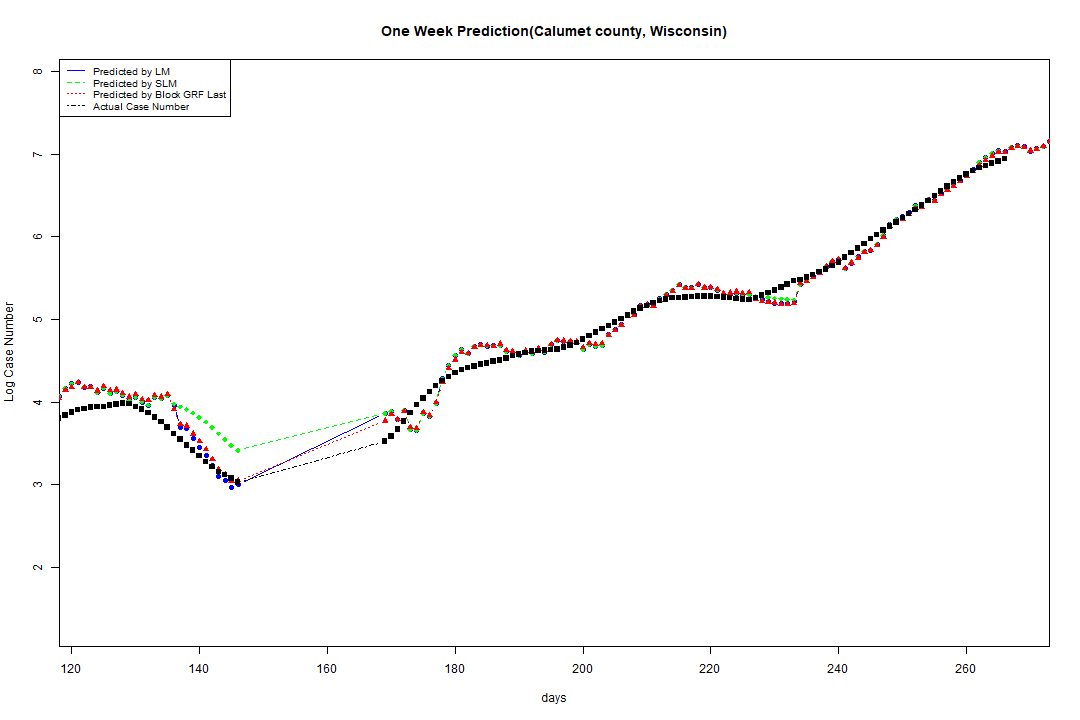 One Week Prediction(Calumet county, Wisconsin)
Predicted by LM
Predicted by SLM
Predicted by Block GRF Last
Actual Case Number
8
7
6
5
4
3
2
Log Case Number
120 140 160 180 200 220 240 260
days